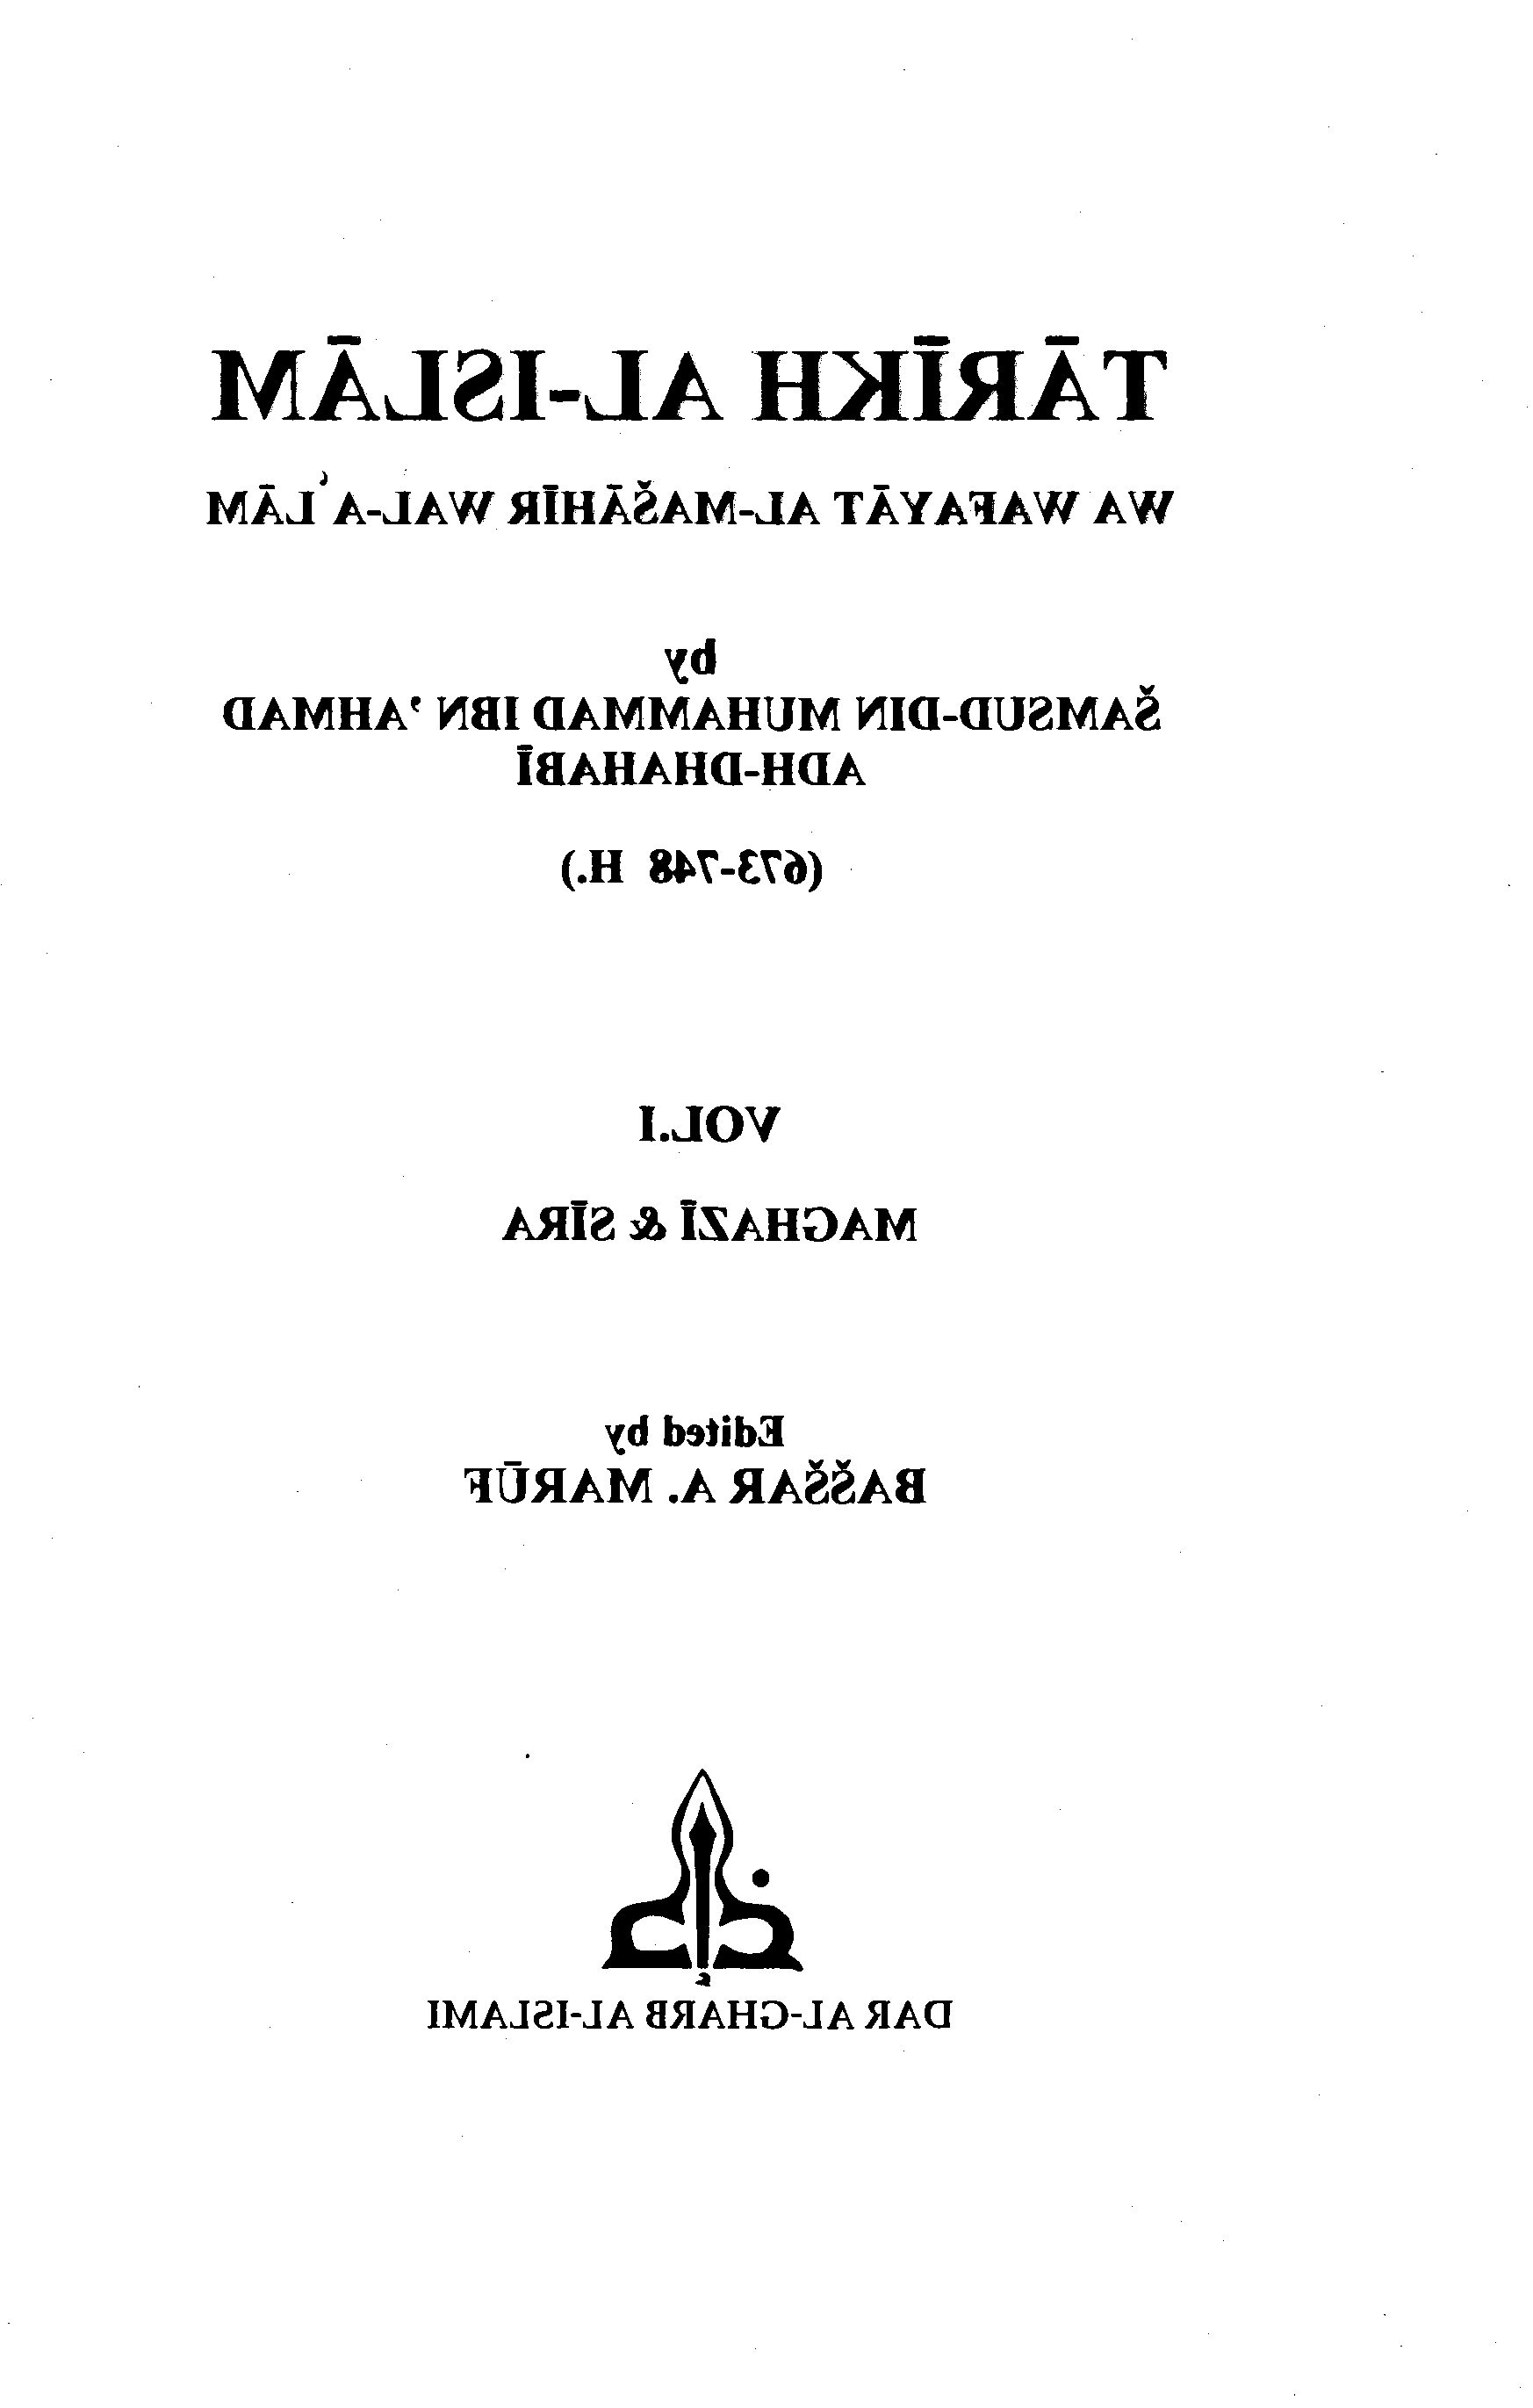 TĀRĪKH AL-ISLĀM
WA WAFAYĀT AL-MAŠĀHĪR WAL-A‘LĀM
by
ŠAMSUD-DIN MUHAMMAD IBN ’AHMAD
ADH-DHAHABĪ
(673-748 H.)
VOL.I
MAGHAZĪ & SĪRA
Edited by
BAŠŠAR A. MARŪF
DAR AL-GHARB AL-ISLAMI